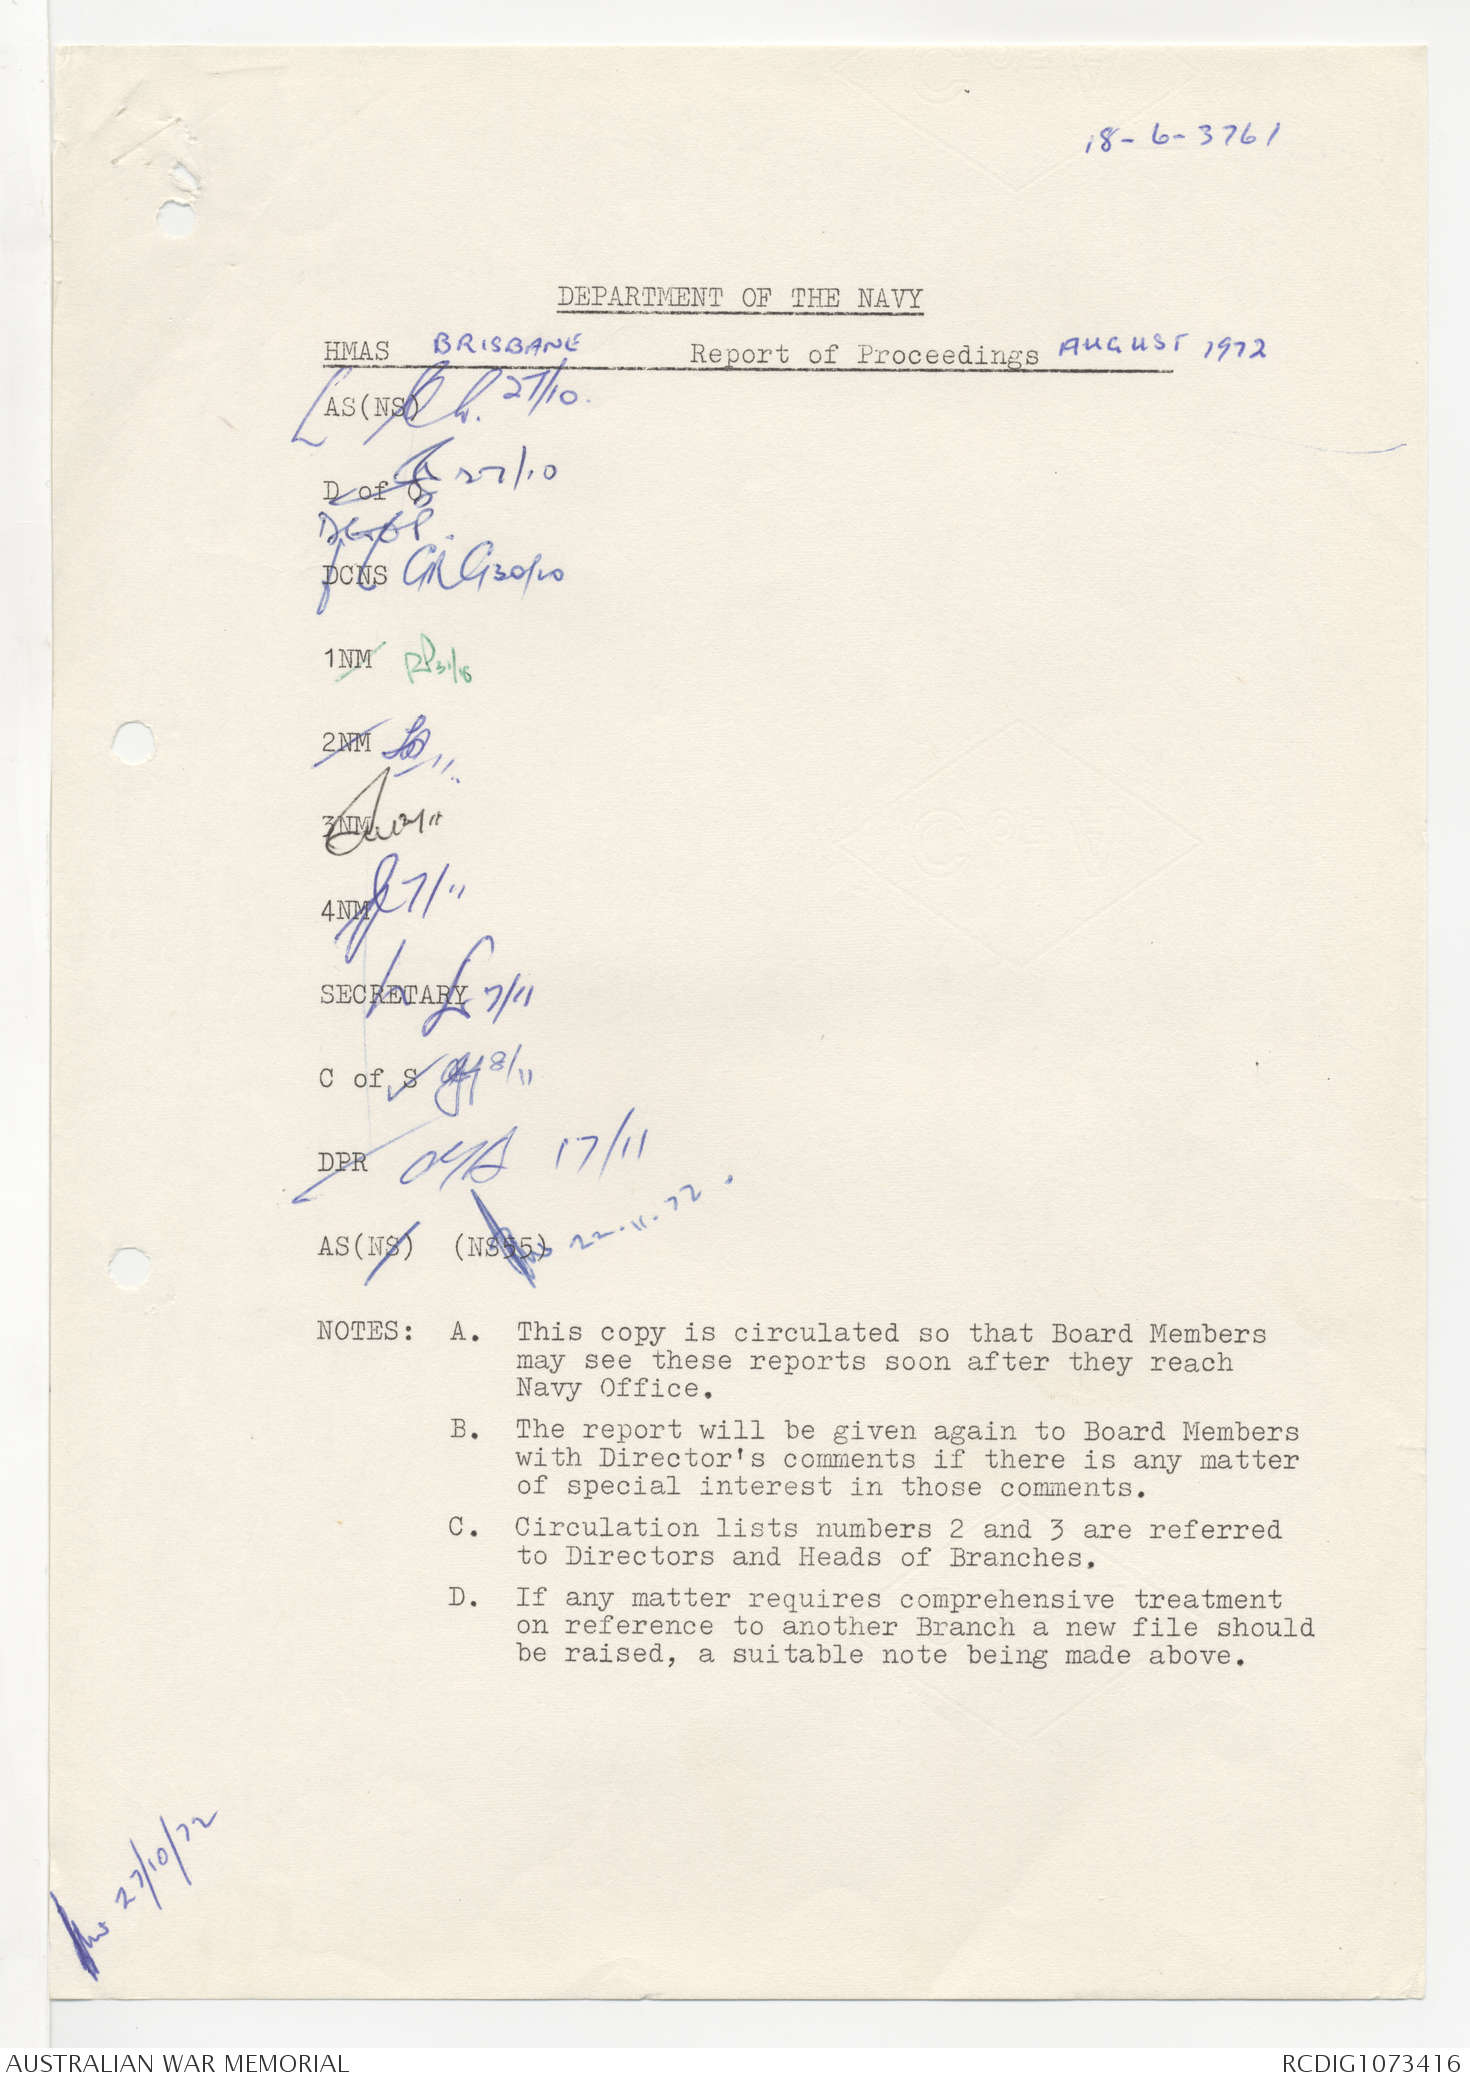 18-6-3761
DEPARTMENT OF THE NAVY
HMAS BRISBANE Report of Proceedings AUGUST 1972
AS(NS) 27/10.
D of O 27/10
DCNS 30/10
1NM 31/10
2NM
3NM
4NM 7/11
SECRETARY 7/11
C of S 8/11
DPR 17/11
AS(NS) (NS55) 22.11.72.
NOTES: A. This copy is circulated so that Board Members
may see these reports soon after they reach
Navy Office.
B. The report will be given again to Board Members
with Director's comments if there is any matter
of special interest in those comments.
C. Circulation lists numbers 2 and 3 are referred
to Directors and Heads of Branches.
D. If any matter requires comprehensive treatment
on reference to another Branch a new file should
be raised, a suitable note being made above.
27/10/72
AUSTRALIAN WAR MEMORIAL
RCDIG1073416